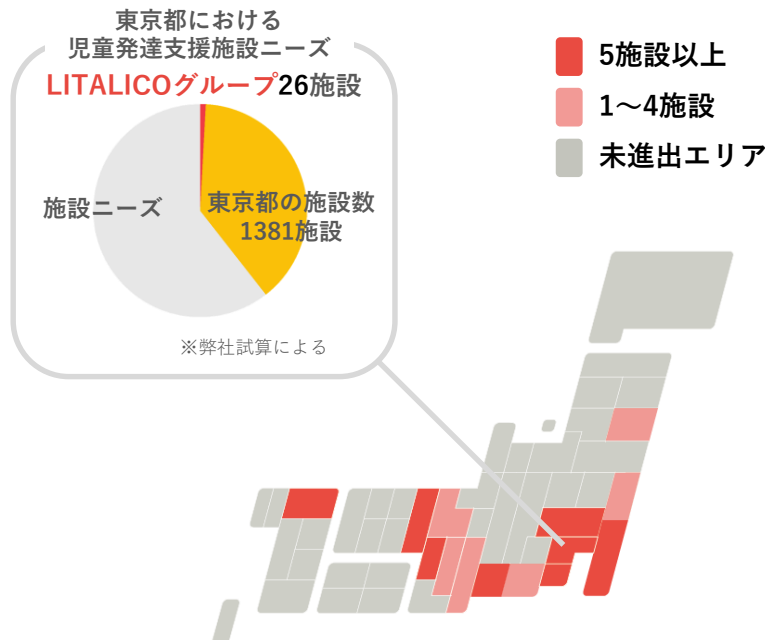 東京都における
児童発達支援施設ニーズ
LITALICOグループ26施設
施設ニーズ
東京都の施設数
1381施設
※弊社試算による
5施設以上
1〜4施設
未進出エリア